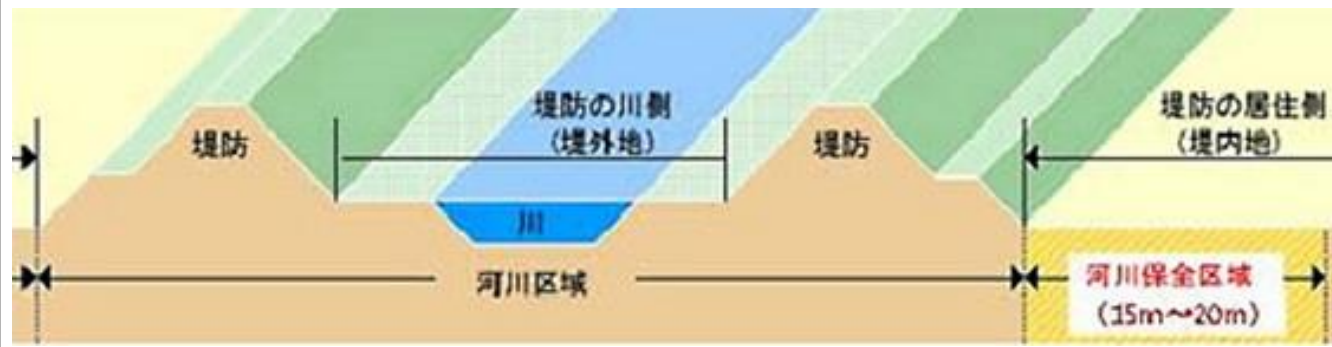 堤防の川側
(堤外地)
堤防の居住側
(堤内地)
堤防
堤防
川
河川区域
河川保全区域
(15m～20m)